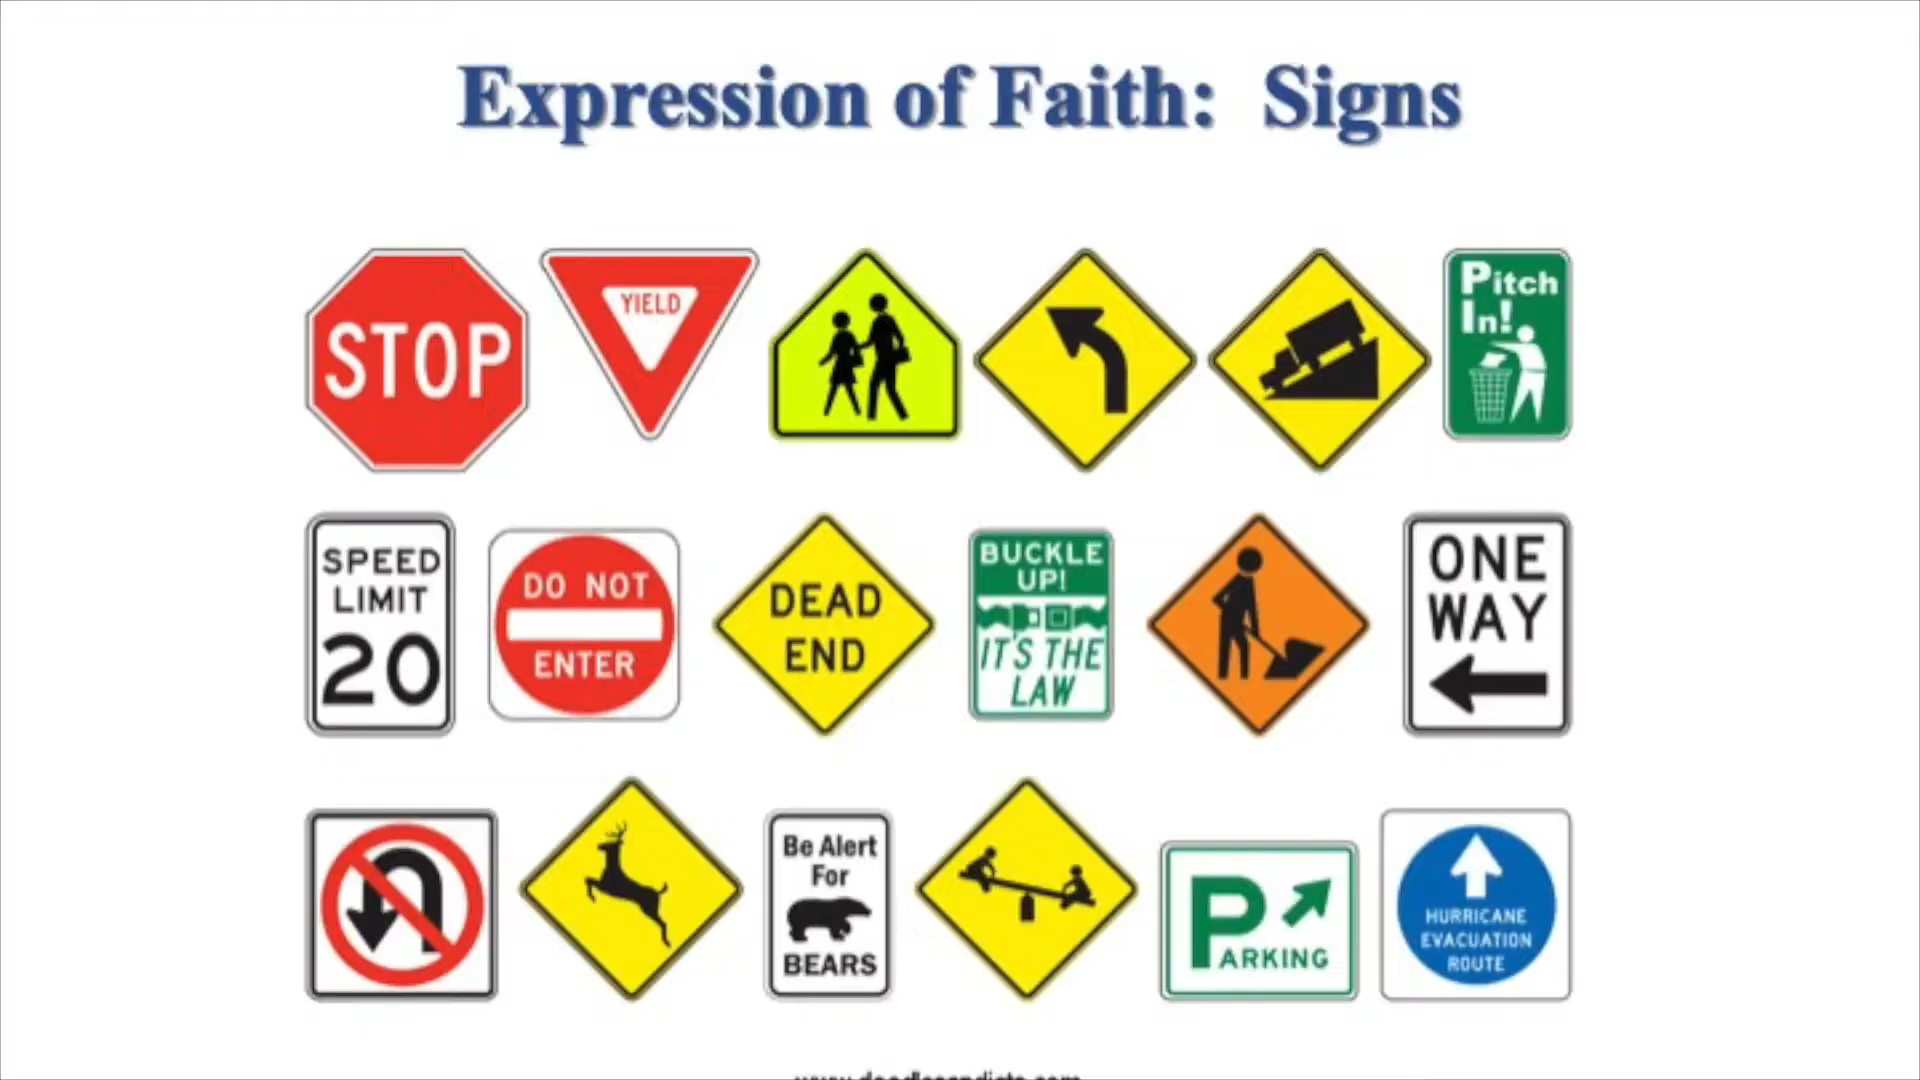 Expression of Faith: Signs
STOP
YIELD
Pitch
In!
SPEED
LIMIT
20
DO NOT
ENTER
DEAD
END
BUCKLE
UP!
IT'S THE
LAW
ONE
WAY
Be Alert
For
BEARS
PARKING
HURRICANE
EVACUATION
ROUTE